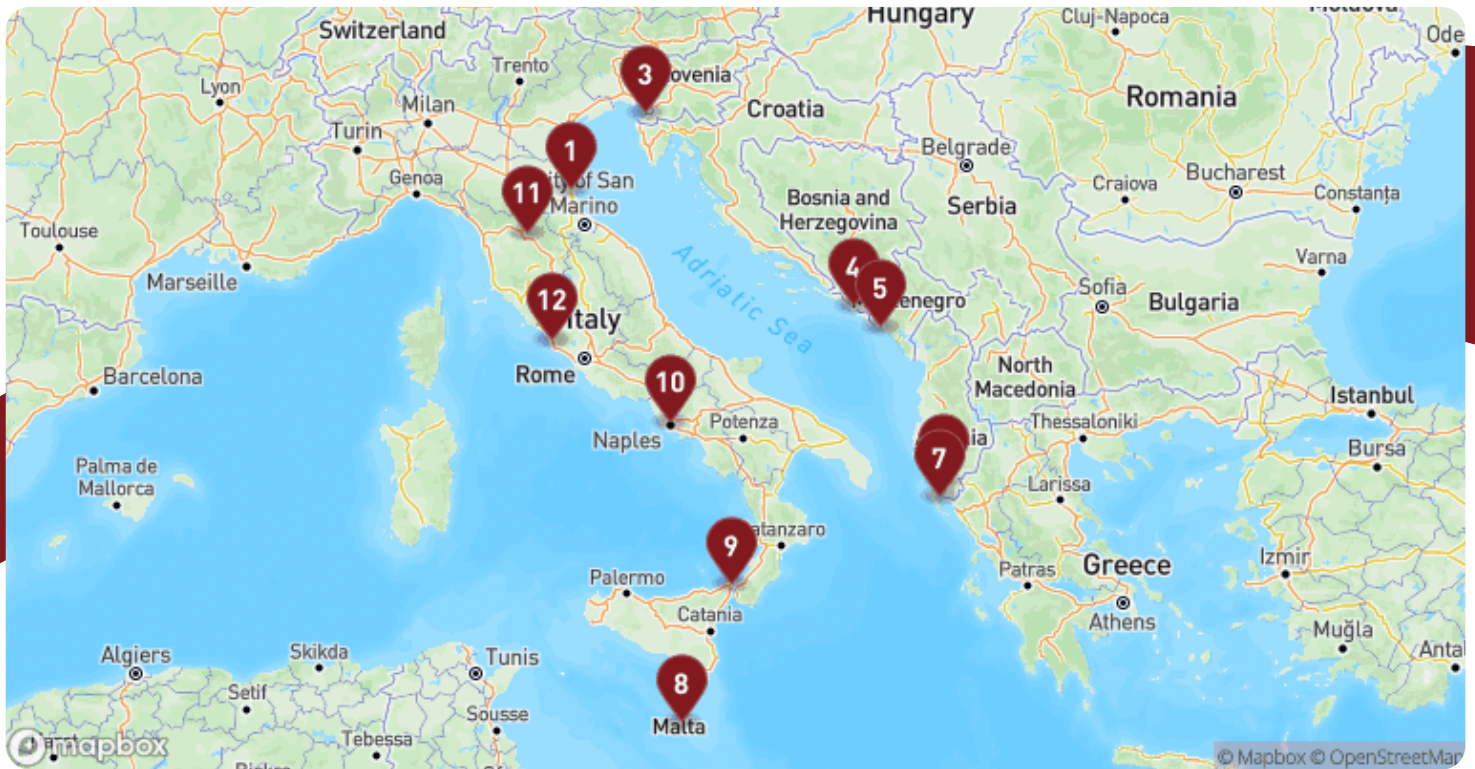 Hungary
Cluj-Napoca
Switzerland
Ode
Trento
3
ovenia
Lyon
Milan
Croatia
Romania
Turin
1
Belgrade
Genoa
11
ity of San
Marino
Bosnia and
Herzegovina
Serbia
Craiova
Bucharest
Constanța
Toulouse
Marseille
Adriatic Sea
4
5
enegro
Sofia
Varna
Bulgaria
12
Italy
Rome
North
Macedonia
Barcelona
10
Istanbul
Naples
Potenza
Thessaloniki
ia
7
Bursa
Palma de
Mallorca
Larissa
9
atanzaro
Izmir
Palermo
Patras
Greece
Catania
Athens
Muğla
Algiers
Skikda
Tunis
Antal
Setif
8
Malta
Sousse
Tebessa
mapbox
© Mapbox © OpenStreetMap